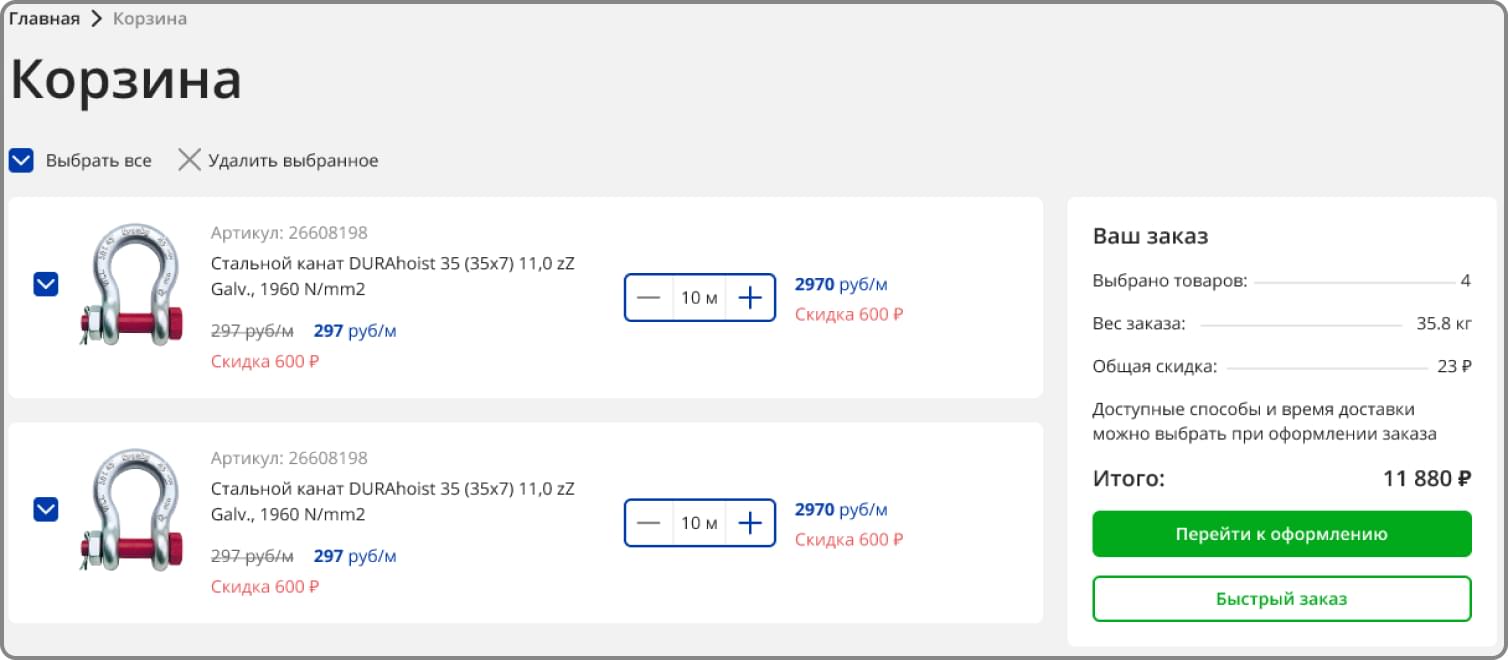 Главная
Корзина
Корзина
Выбрать все
Удалить выбранное
Артикул: 26608198
Стальной канат DURAhoist 35 (35x7) 11,0 zZ
Galv., 1960 N/mm2
297 руб/м 297 руб/м
Скидка 600 ₽
10 м
2970 руб/м
Скидка 600 ₽
Артикул: 26608198
Стальной канат DURAhoist 35 (35x7) 11,0 zZ
Galv., 1960 N/mm2
297 руб/м 297 руб/м
Скидка 600 ₽
10 м
2970 руб/м
Скидка 600 ₽
Ваш заказ
Выбрано товаров: 4
Вес заказа: 35.8 кг
Общая скидка: 23 ₽
Доступные способы и время доставки
можно выбрать при оформлении заказа
Итого: 11 880 ₽
Перейти к оформлению
Быстрый заказ